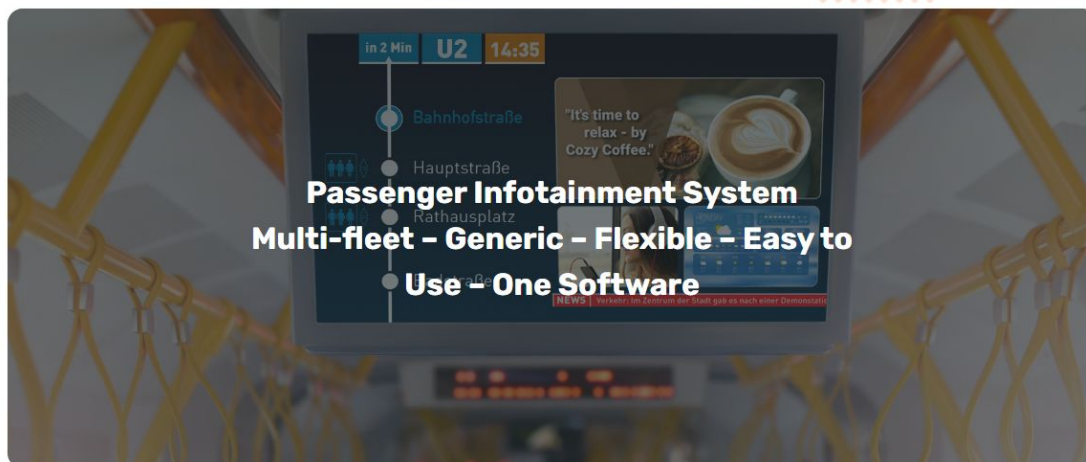 in 2 Min U2 14:35
Bahnhofstraße
"It's time to
relax - by
Cozy Coffee."
Hauptstraße
Passenger Infotainment System
Rathausplatz
Multi-fleet – Generic – Flexible – Easy to
Use – One Software
NEWS Verkehr: Im Zentrum der Stadt gab es nach einer Demonstati